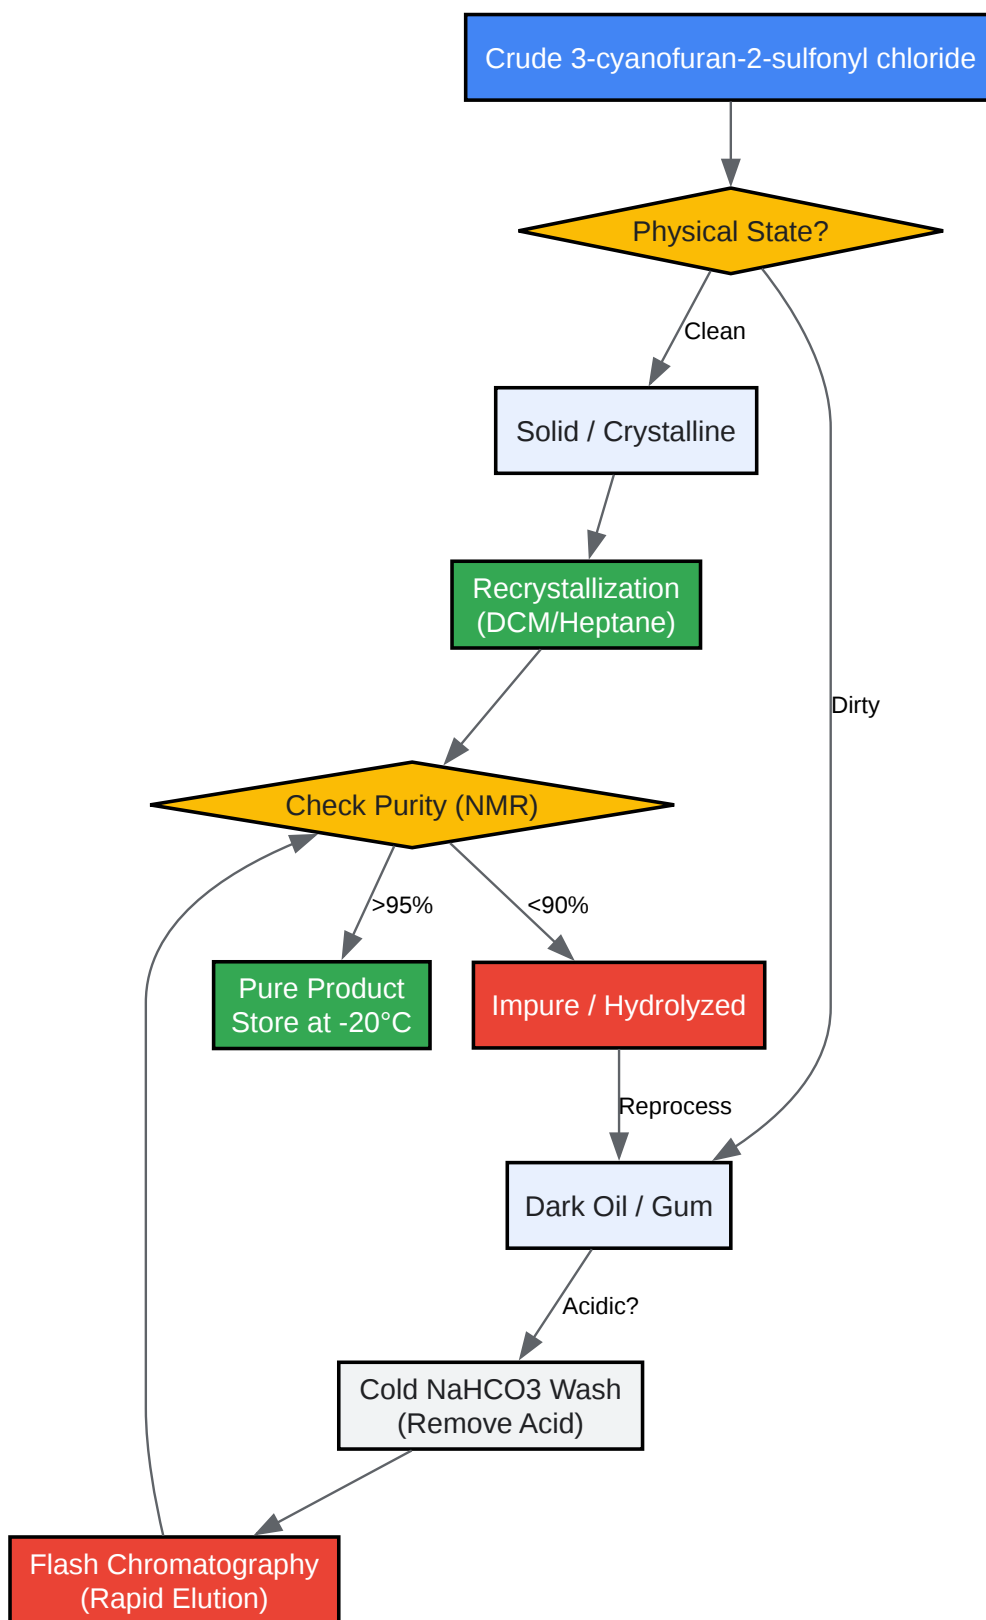 Crude 3-cyanofuran-2-sulfonyl chloride
Physical State?
Clean
Solid / Crystalline
Recrystallization
(DCM/Heptane)
Dirty
Check Purity (NMR)
>95%
<90%
Pure Product
Store at -20°C
Impure / Hydrolyzed
Reprocess
Dark Oil / Gum
Acidic?
Cold NaHCO3 Wash
(Remove Acid)
Flash Chromatography
(Rapid Elution)